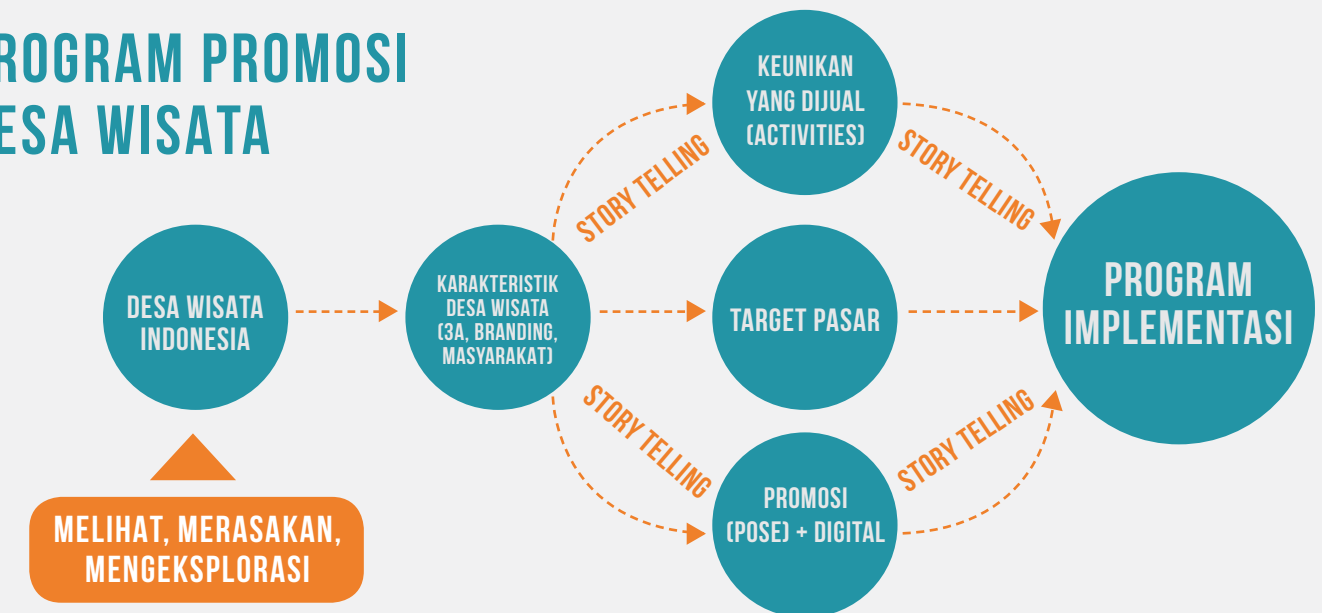 ROGRAM PROMOSI
ESA WISATA
DESA WISATA
INDONESIA
MELIHAT, MERASAKAN,
MENGEKSPLORASI
KARAKTERISTIK
DESA WISATA
(3A, BRANDING,
MASYARAKAT)
STORY TELLING
STORY TELLING
KEUNIKAN
YANG DIJUAL
(ACTIVITIES)
TARGET PASAR
PROMOSI
(POSE) + DIGITAL
STORY TELLING
STORY TELLING
PROGRAM
IMPLEMENTASI